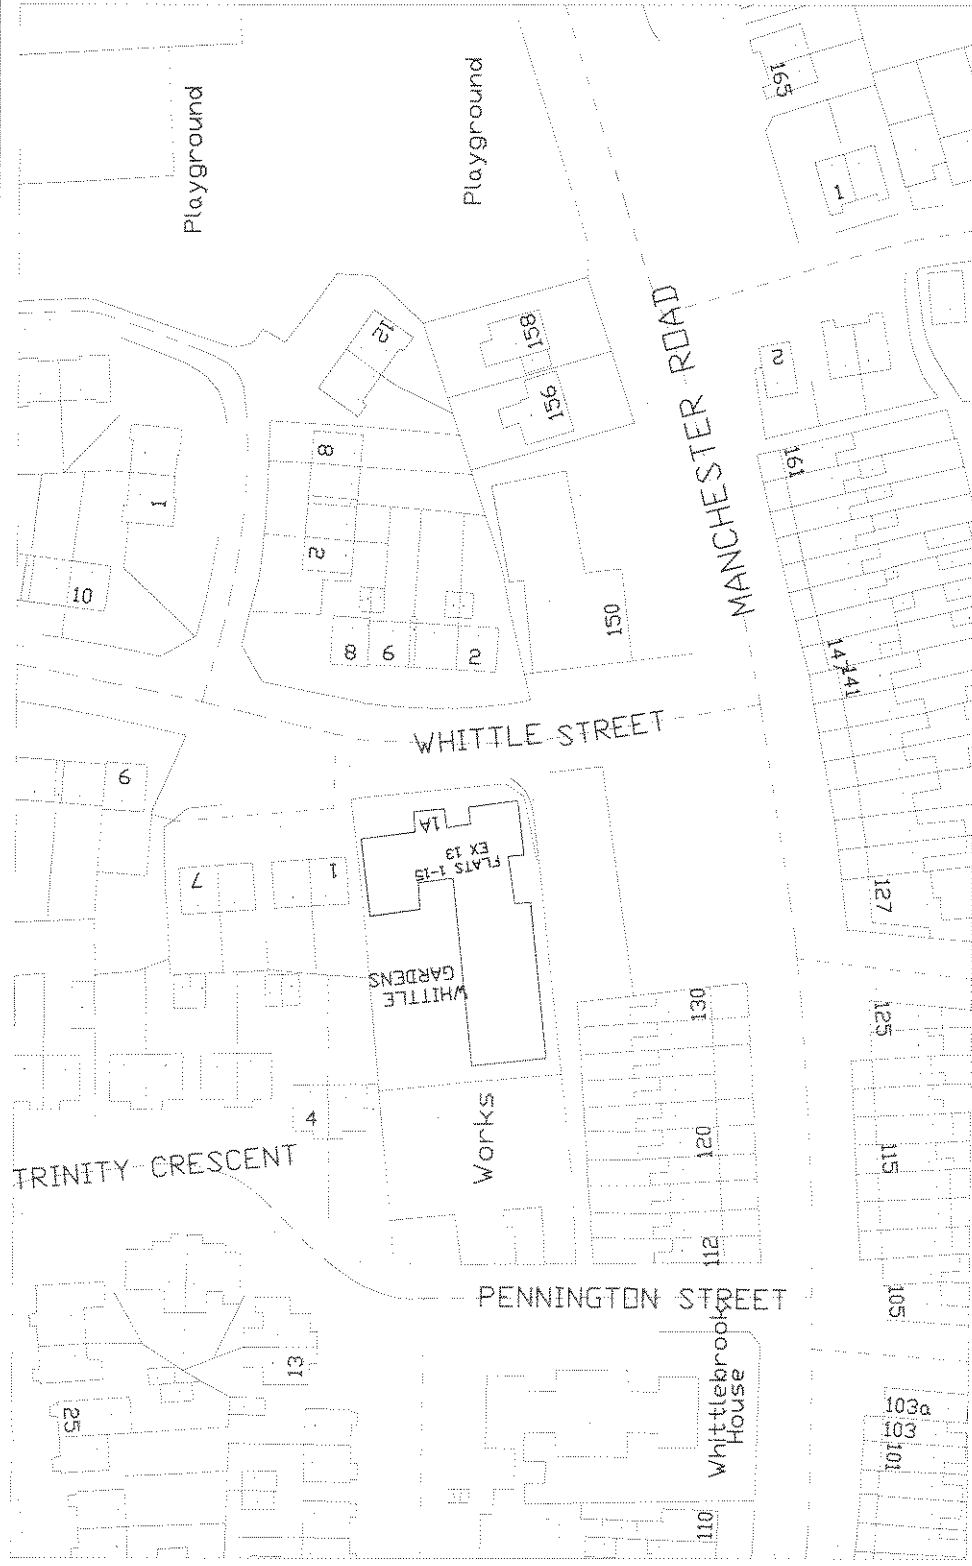 Playground
Playground
165
1
12
158
156
MANCHESTER ROAD
2
161
8
1
2
10
150
8
6
2
147
141
WHITTLE STREET
6
1A
FLATS 1-15
EX 13
7
1
127
WHITTLE
GARDENS
130
125
4
Works
120
115
TRINITY CRESCENT
112
PENNINGTON STREET
105
Whittlebrook
House
13
25
103a
103
101
110